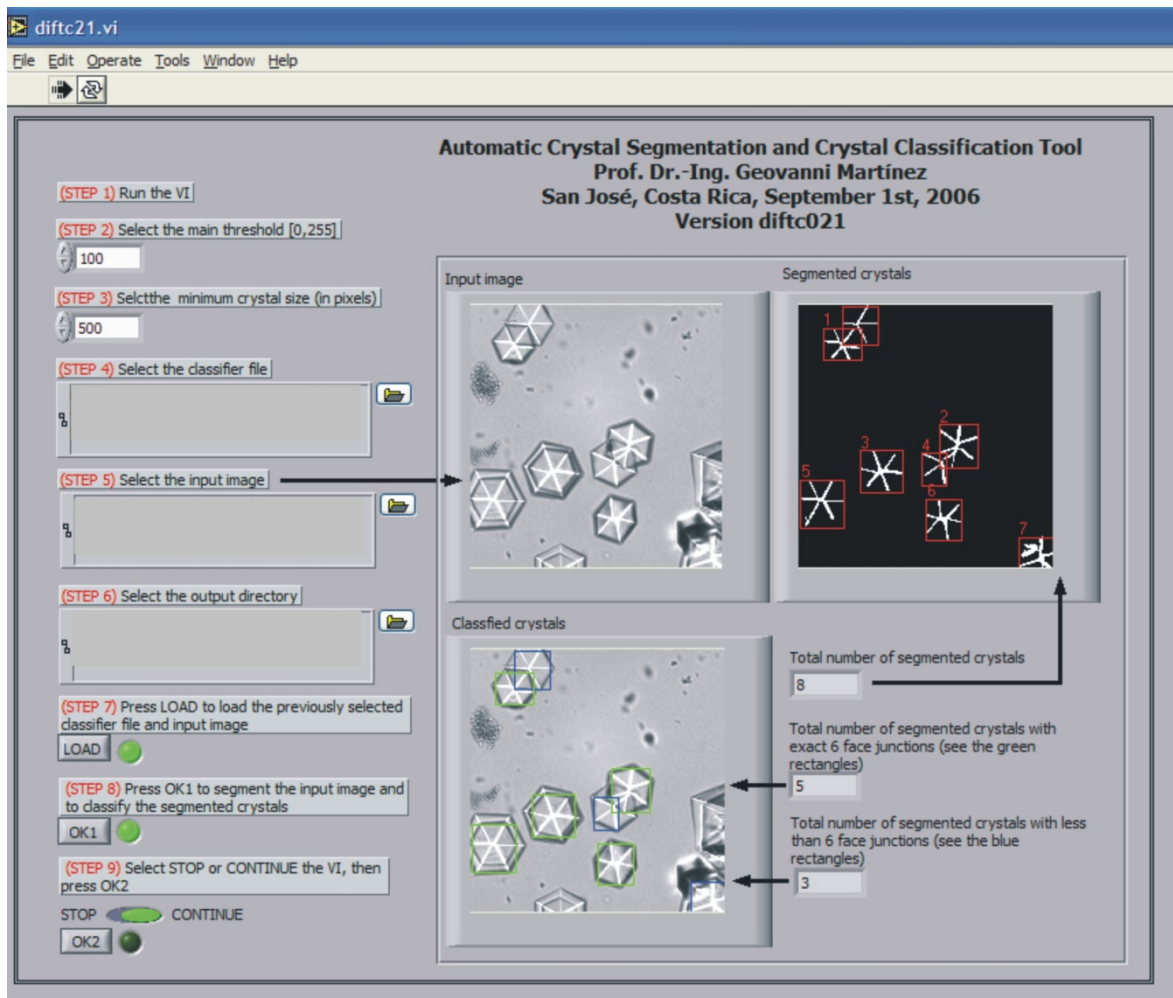 diftc21.vi
File Edit Operate Tools Window Help
Automatic Crystal Segmentation and Crystal Classification Tool
Prof. Dr.-Ing. Geovanni Martínez
San José, Costa Rica, September 1st, 2006
Version diftc021
(STEP 1) Run the VI
(STEP 2) Select the main threshold [0,255]
100
(STEP 3) Selctthe minimum crystal size (in pixels)
500
(STEP 4) Select the classifier file
(STEP 5) Select the input image
(STEP 6) Select the output directory
(STEP 7) Press LOAD to load the previously selected
classifier file and input image
LOAD
(STEP 8) Press OK1 to segment the input image and
to classify the segmented crystals
OK1
(STEP 9) Select STOP or CONTINUE the VI, then
press OK2
STOP CONTINUE
OK2
Input image
Segmented crystals
1
2
3
4
5
6
7
Classfied crystals
Total number of segmented crystals
8
Total number of segmented crystals with
exact 6 face junctions (see the green
rectangles)
5
Total number of segmented crystals with less
than 6 face junctions (see the blue
rectangles)
3